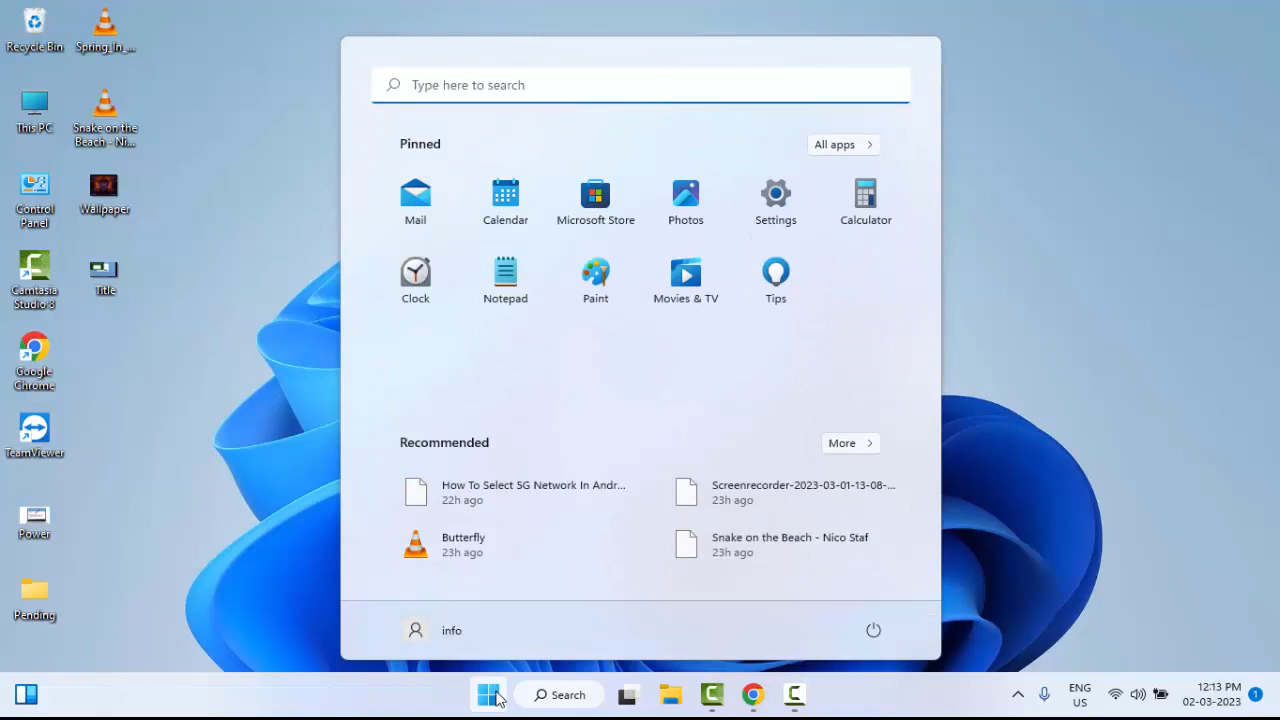 Recycle Bin
Spring_In_...
This PC
Snake on the
Beach - Nic...
Control
Panel
Wallpaper
Camtasia
Studio 8
Title
Google
Chrome
TeamViewer
Power
Pending
Type here to search
Pinned
All apps
Mail
Calendar
Microsoft Store
Photos
Settings
Calculator
Clock
Notepad
Paint
Movies & TV
Tips
Recommended
More
How To Select 5G Network In Andr...
22h ago
Screenrecorder-2023-03-01-13-08-...
23h ago
Butterfly
23h ago
Snake on the Beach - Nico Staf
23h ago
info
Search
ENG
US
12:13 PM
02-03-2023
1